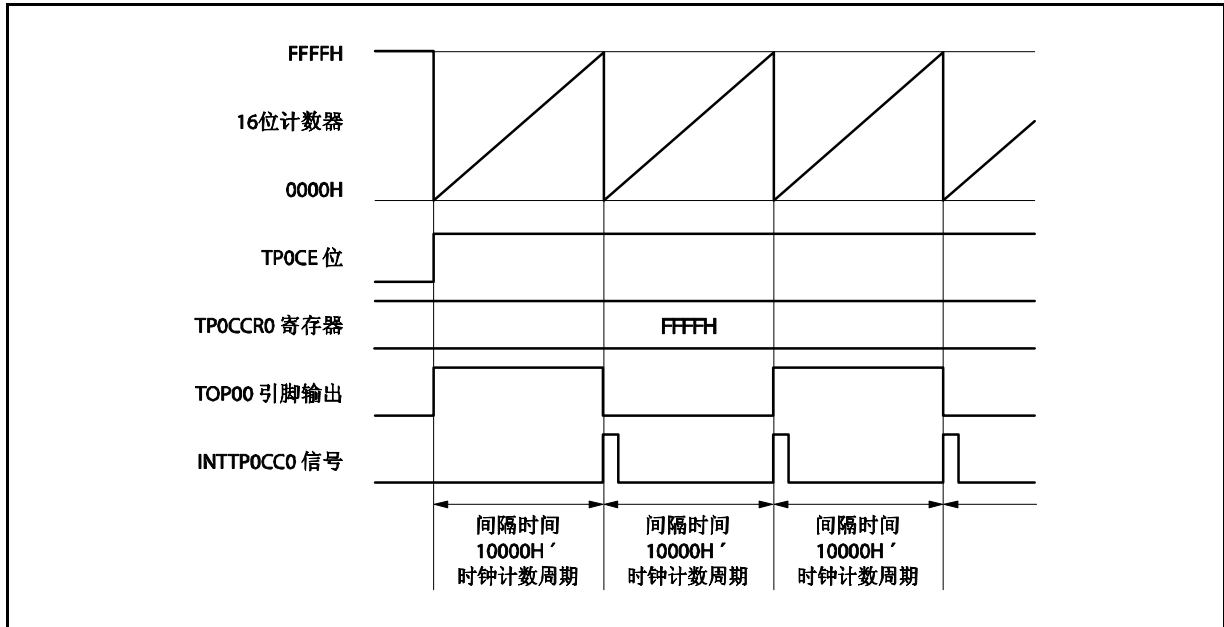 FFFFH
16位计数器
0000H
TP0CE 位
TP0CCR0 寄存器
FFFFH
TOP00 引脚输出
INTTP0CC0 信号
间隔时间
10000H ´
时钟计数周期
间隔时间
10000H ´
时钟计数周期
间隔时间
10000H ´
时钟计数周期